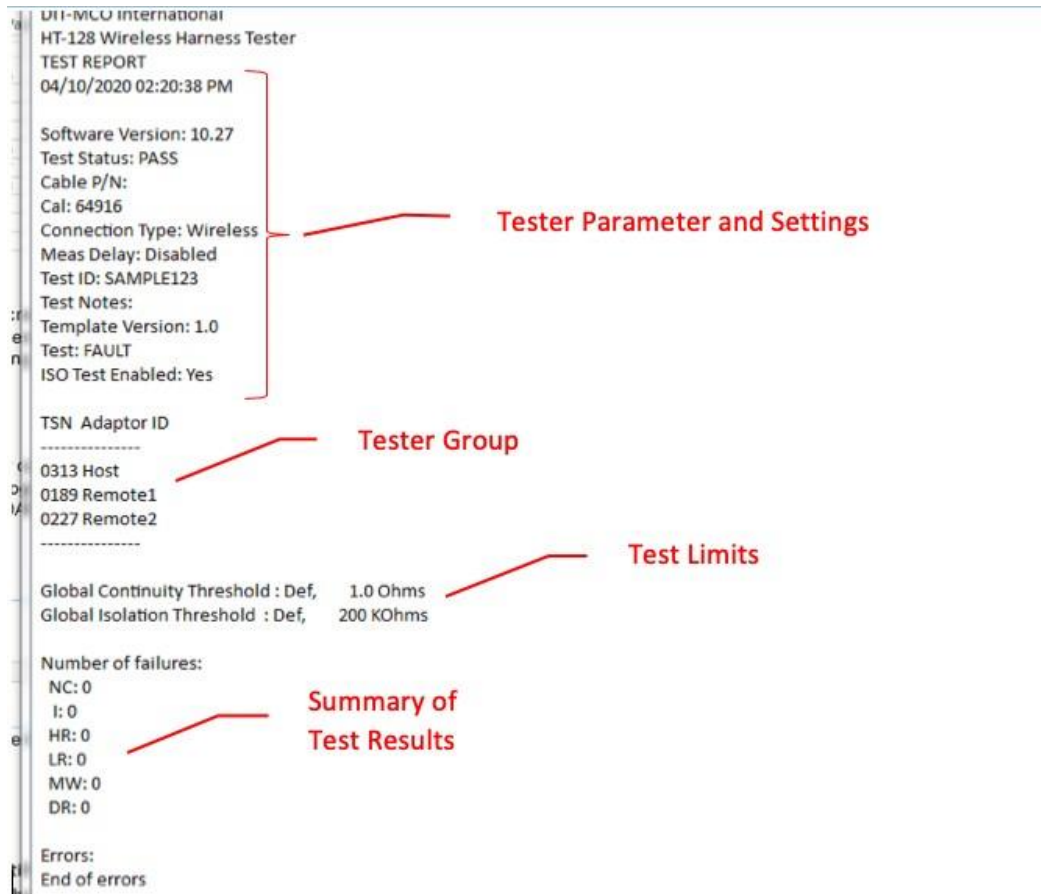 DIT-MCO International
HT-128 Wireless Harness Tester
TEST REPORT
04/10/2020 02:20:38 PM
Software Version: 10.27
Test Status: PASS
Cable P/N:
Cal: 64916
Connection Type: Wireless
Meas Delay: Disabled
Test ID: SAMPLE123
Test Notes:
Template Version: 1.0
Test: FAULT
ISO Test Enabled: Yes
Tester Parameter and Settings
TSN Adaptor ID
---------------
0313 Host
0189 Remote1
0227 Remote2
---------------
Tester Group
Global Continuity Threshold : Def, 1.0 Ohms
Global Isolation Threshold : Def, 200 KOhms
Test Limits
Number of failures:
NC: 0
I: 0
HR: 0
LR: 0
MW: 0
DR: 0
Summary of
Test Results
Errors:
End of errors